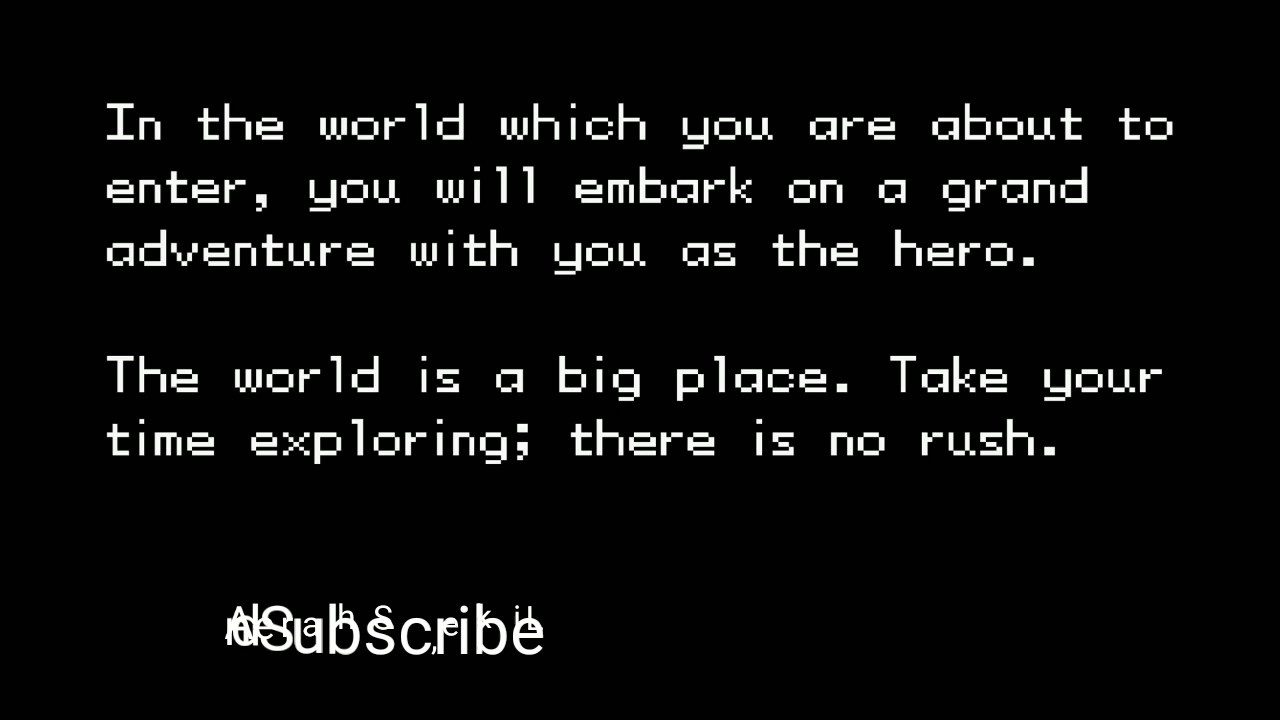 In the world which you are about to
enter, you will embark on a grand
adventure with you as the hero.
The world is a big place. Take your
time exploring; there is no rush.
Subscribe